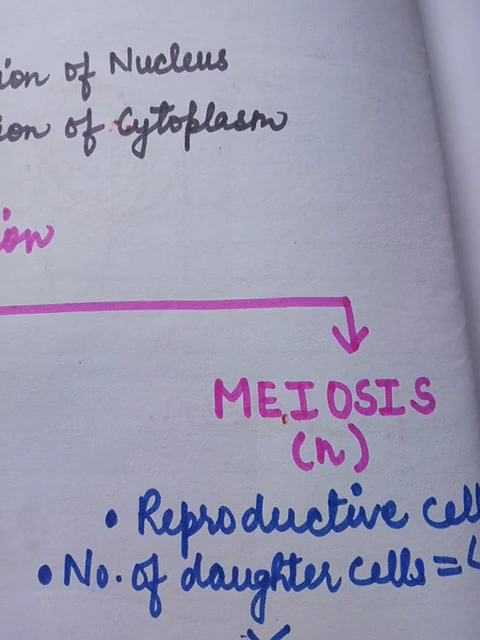 ion of Nucleus
ion of Cytoplasm
ion
MEIOSIS
(n)
• Reproductive cell
• No. of daughter cells =